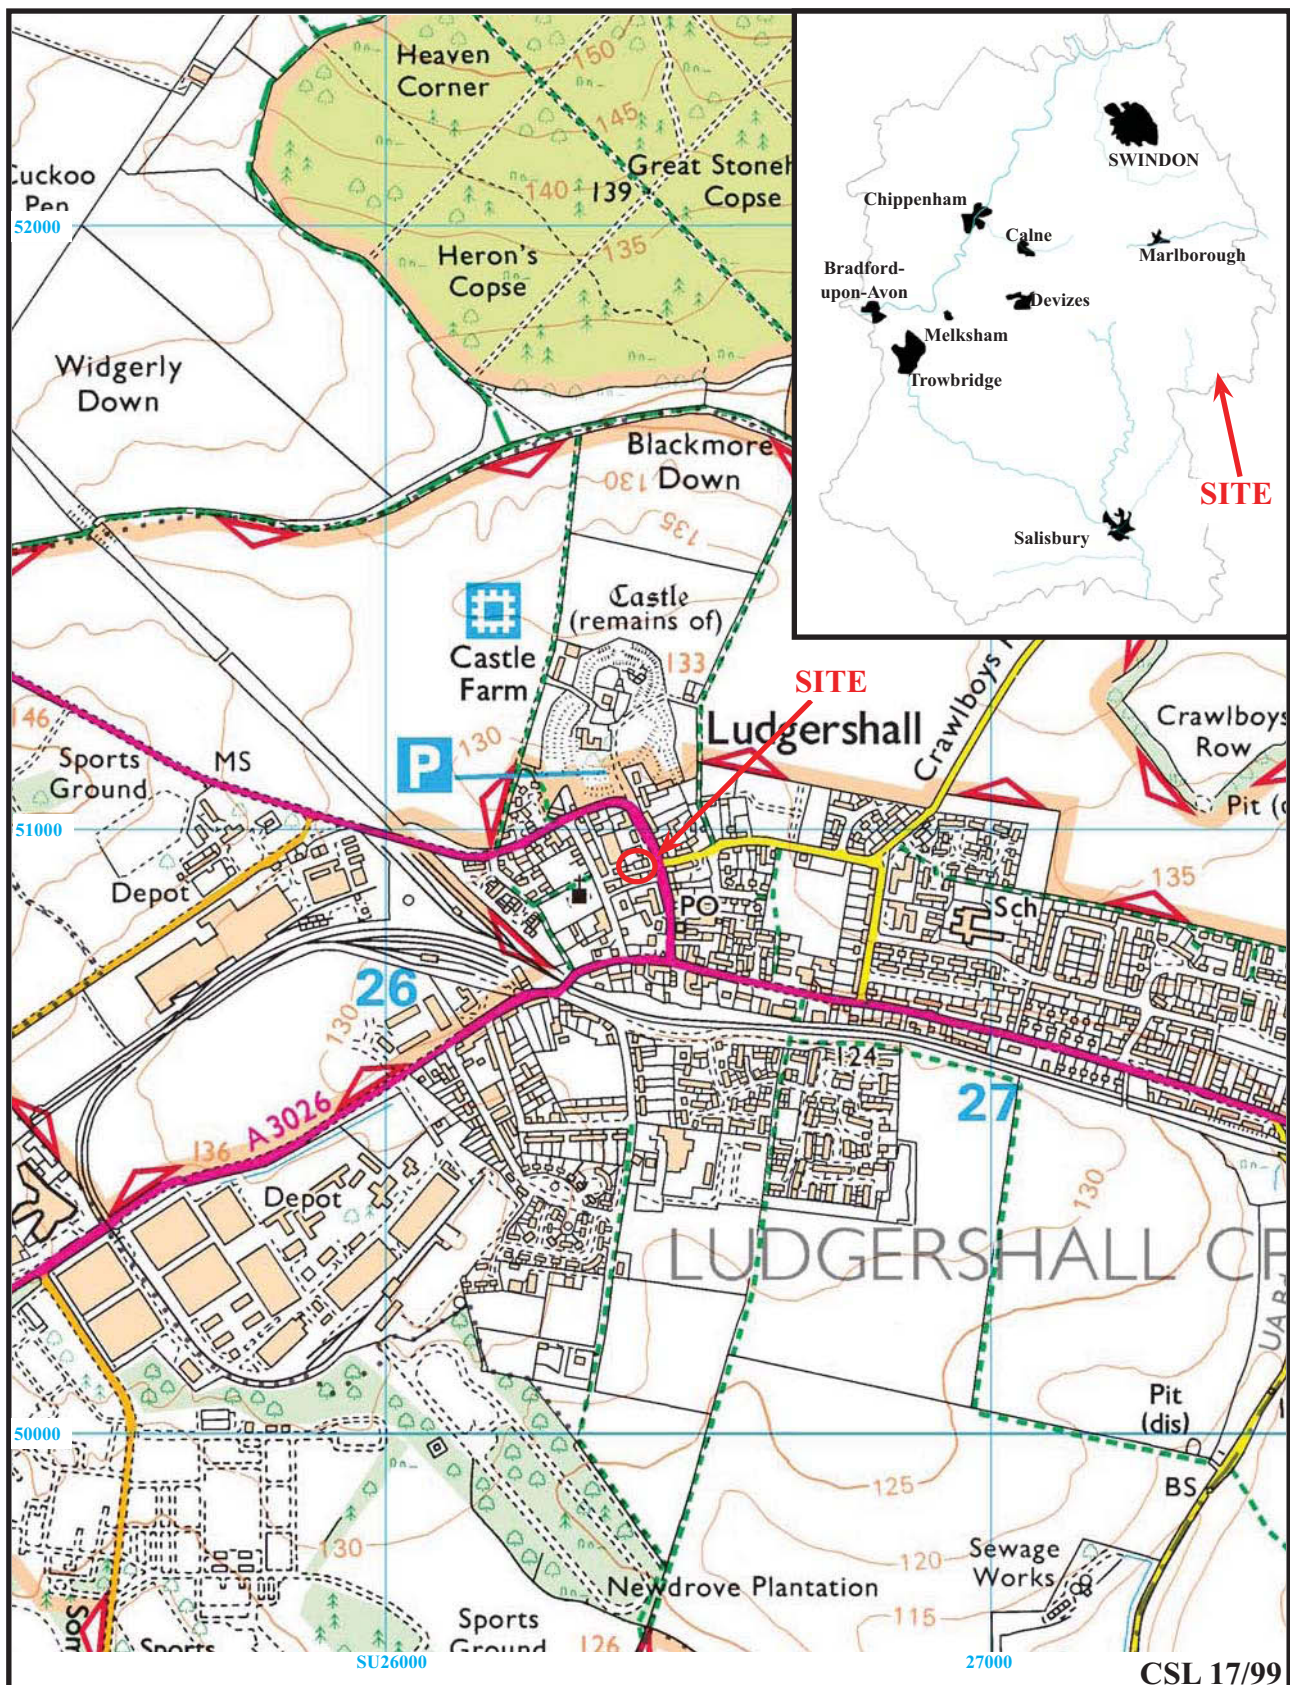 Heaven
Corner
150
145
140
139
135
Great Stoneh
Copse
Heron's
Copse
Cuckoo
Pen
52000
Widgerly
Down
Blackmore
Down
130
135
Castle
(remains of)
133
Castle
Farm
130
P
SITE
Ludgershall
Crawlboys
Crawlboys
Row
Pit
146
Sports
Ground
MS
51000
Depot
PO
Sch
135
26
130
124
27
A 3026
136
Depot
130
LUDGERSHALL CP
Pit
(dis)
50000
BS
125
130
120
115
Sewage
Works
Newdrove Plantation
Sports
Ground
126
Sports
Som
SU26000
27000
CSL 17/99
SWINDON
Chippenham
Calne
Marlborough
Bradford-
upon-Avon
Devizes
Melksham
Trowbridge
SITE
Salisbury